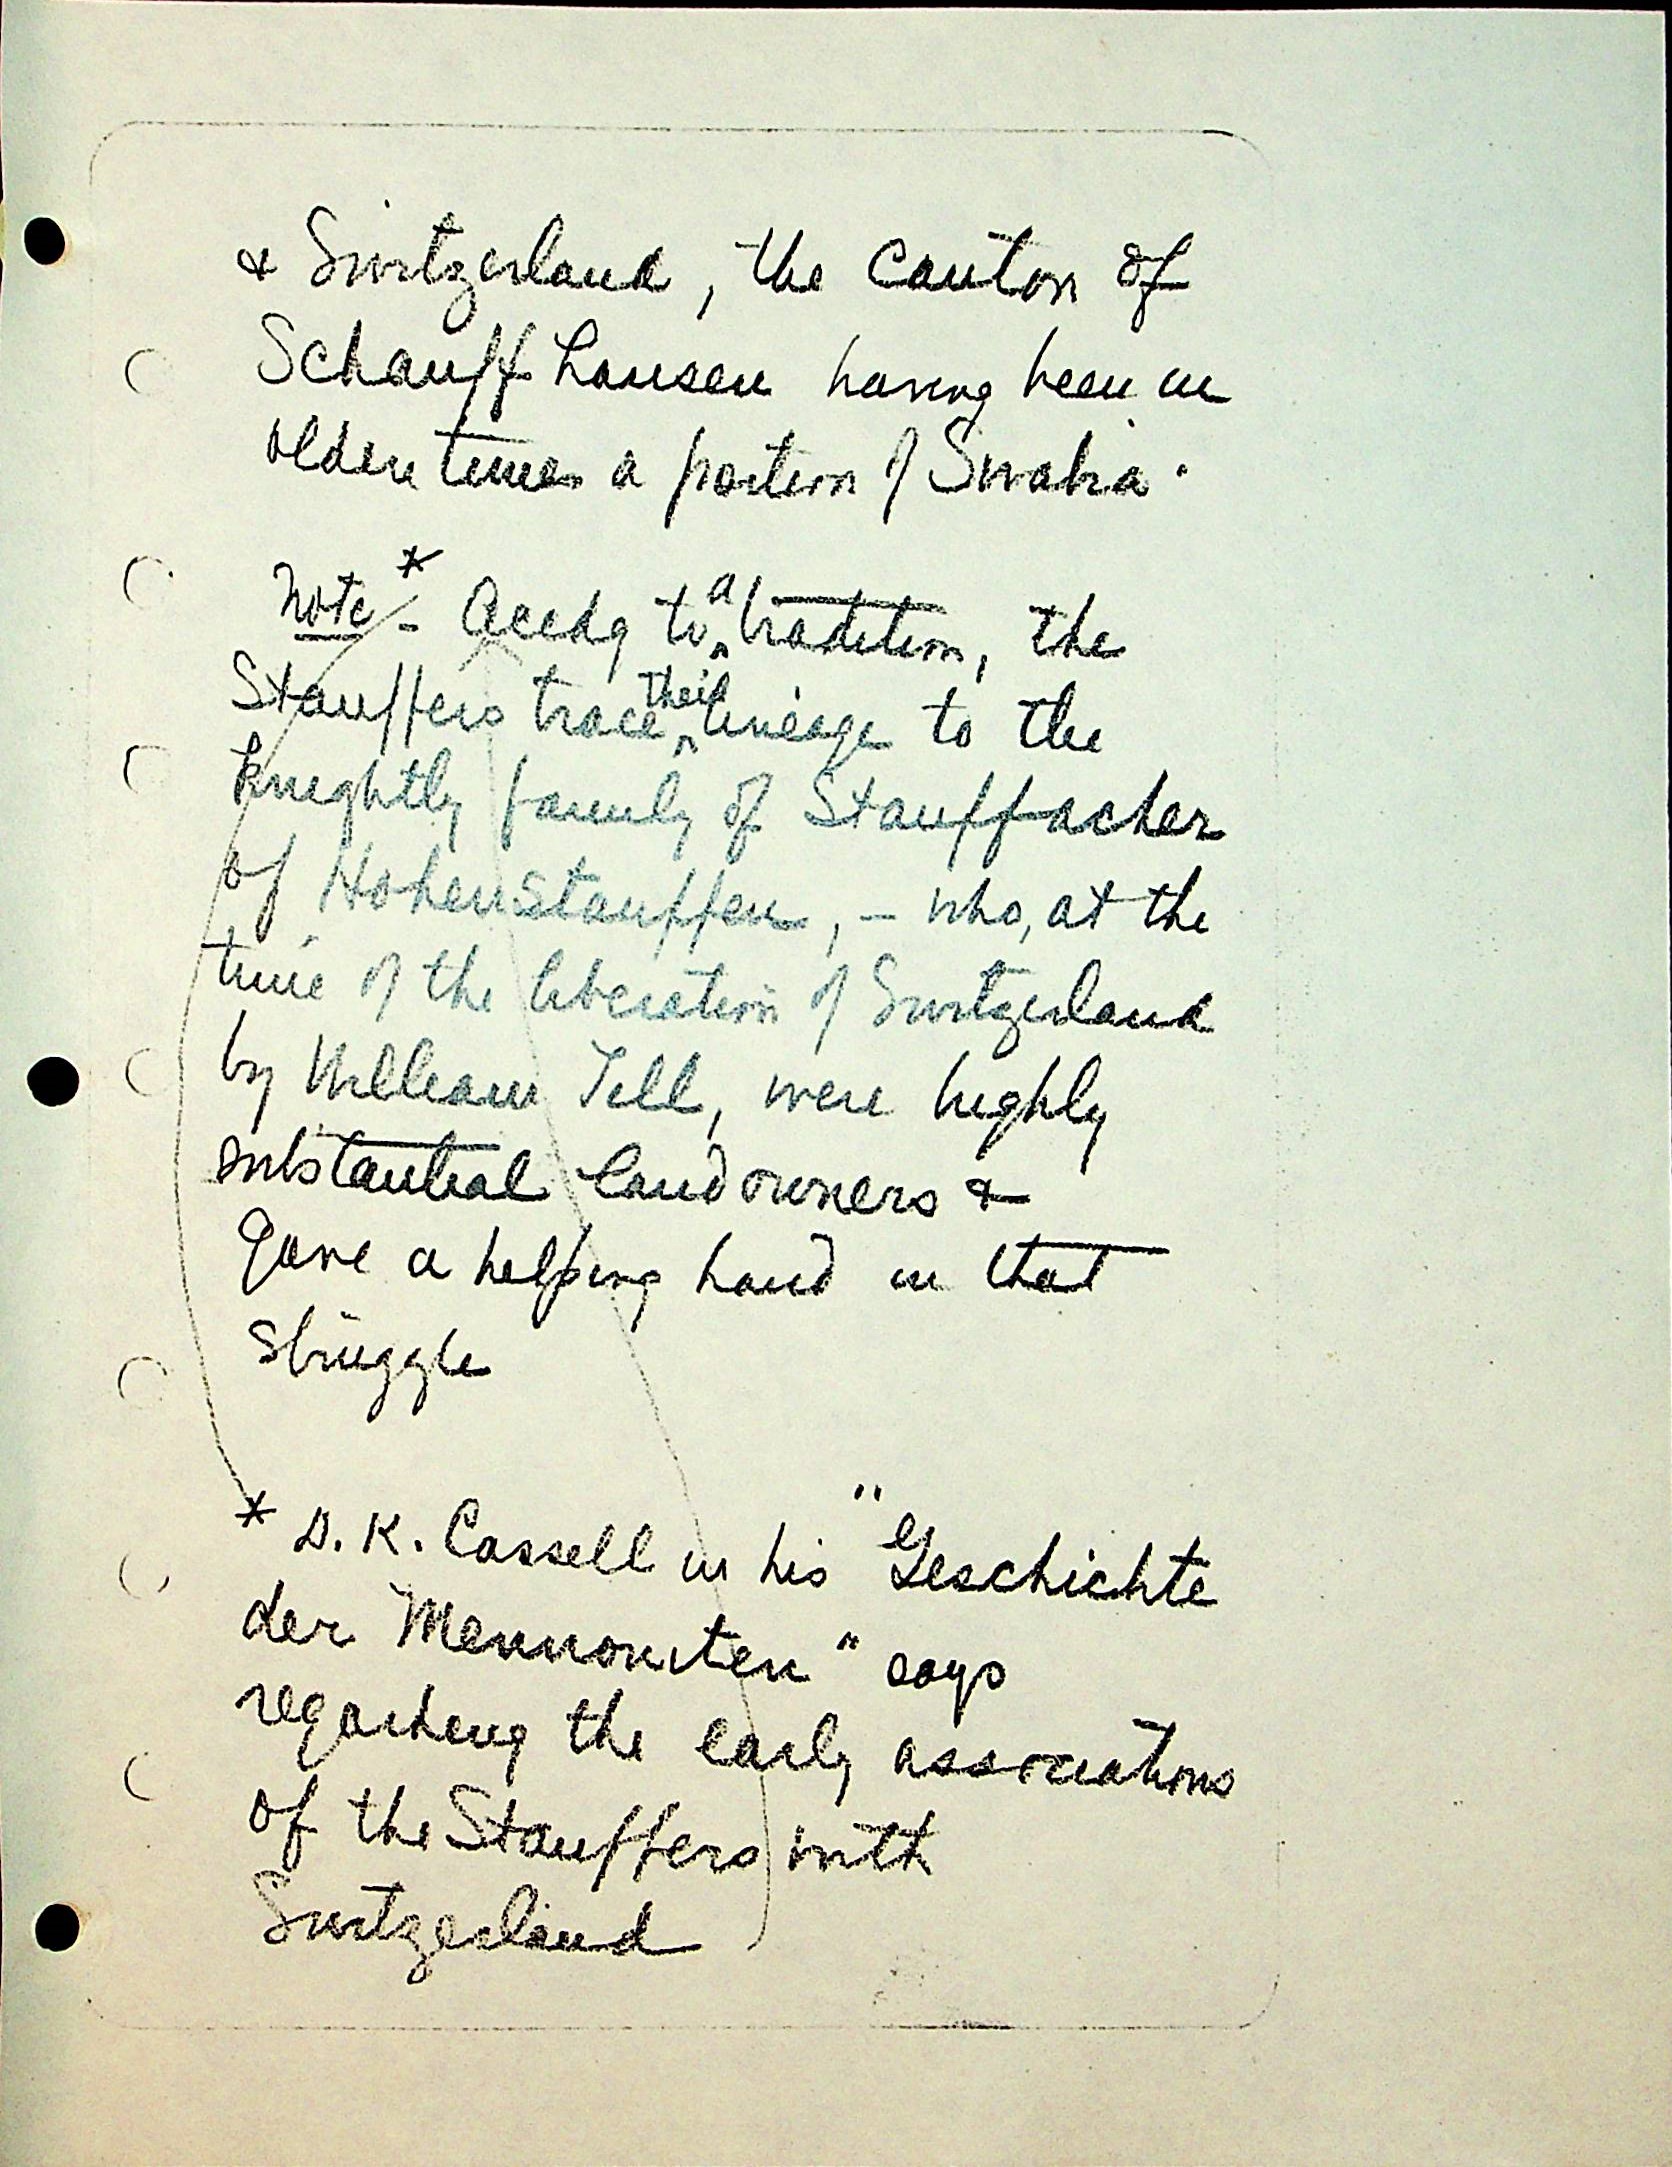 & Switzerland, the Canton of
Schauffhausen having been in
olden times a portion of Swabia.
Note * - Accdg to a tradition, the
Stauffers trace their lineage to the
knightly family of Stauffacher
of Hohenstauffen, - who, at the
time of the liberation of Switzerland
by William Tell, were highly
substantial landowners &
gave a helping hand in that
struggle
* D. K. Cassell in his "Geschichte
der Mennoniten" says
regarding the early associations
of the Stauffers with
Switzerland